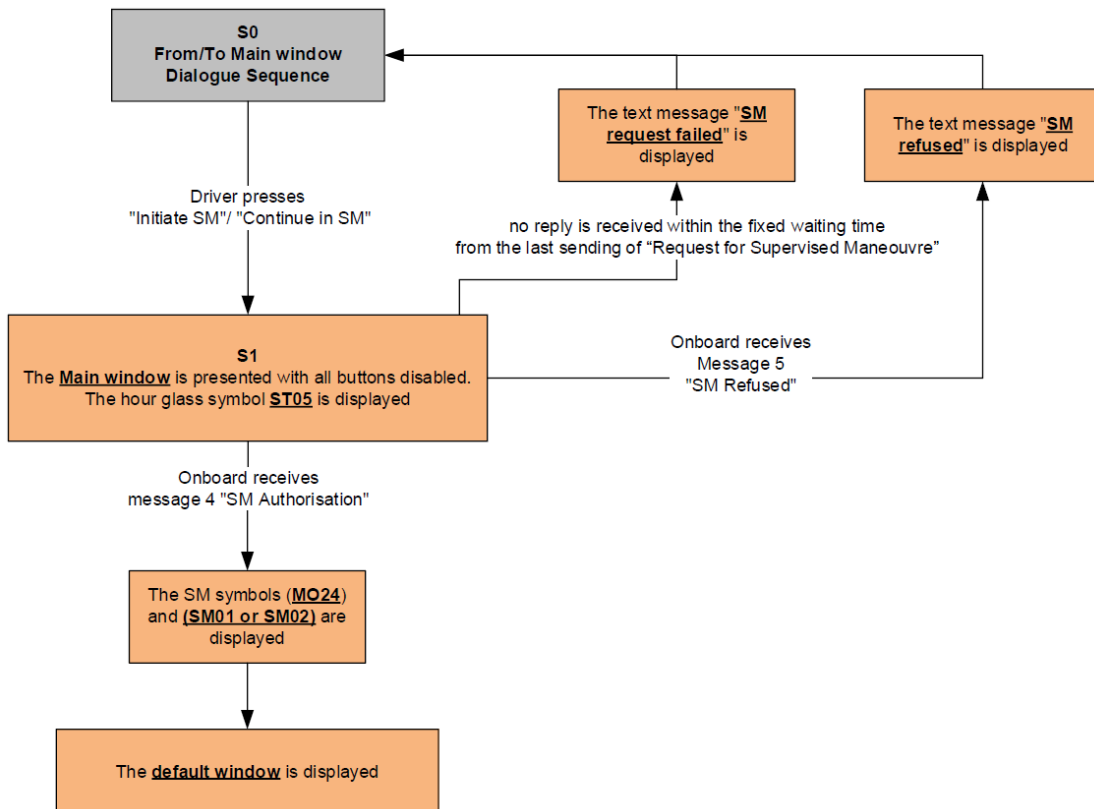 S0
From/To Main window
Dialogue Sequence
The text message "SM
request failed" is
displayed
The text message "SM
refused" is displayed
Driver presses
"Initiate SM"/ "Continue in SM"
no reply is received within the fixed waiting time
from the last sending of “Request for Supervised Maneouvre”
S1
The Main window is presented with all buttons disabled.
The hour glass symbol ST05 is displayed
Onboard receives
Message 5
"SM Refused"
Onboard receives
message 4 "SM Authorisation"
The SM symbols (MO24)
and (SM01 or SM02) are
displayed
The default window is displayed